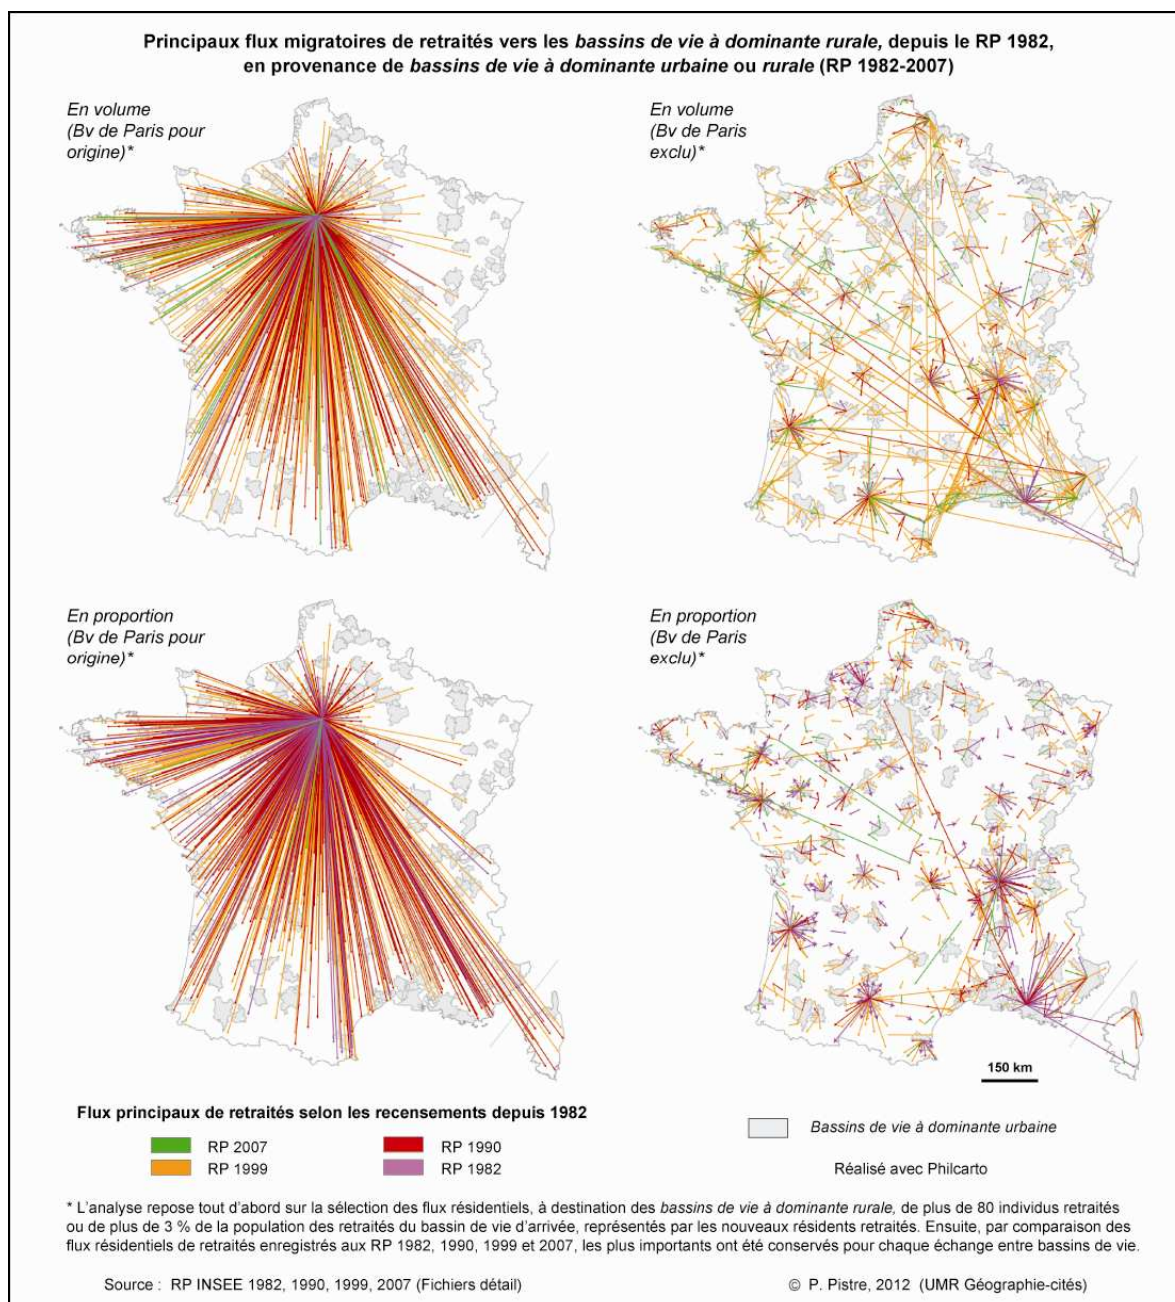 Principaux flux migratoires de retraités vers les bassins de vie à dominante rurale, depuis le RP 1982,
en provenance de bassins de vie à dominante urbaine ou rurale (RP 1982-2007)
En volume
(Bv de Paris pour
origine)*
En volume
(Bv de Paris
exclu)*
En proportion
(Bv de Paris pour
origine)*
En proportion
(Bv de Paris
exclu)*
150 km
Flux principaux de retraités selon les recensements depuis 1982
RP 2007
RP 1990
RP 1999
RP 1982
Bassins de vie à dominante urbaine
Réalisé avec Philcarto
* L'analyse repose tout d'abord sur la sélection des flux résidentiels, à destination des bassins de vie à dominante rurale, de plus de 80 individus retraités
ou de plus de 3 % de la population des retraités du bassin de vie d'arrivée, représentés par les nouveaux résidents retraités. Ensuite, par comparaison des
flux résidentiels de retraités enregistrés aux RP 1982, 1990, 1999 et 2007, les plus importants ont été conservés pour chaque échange entre bassins de vie.
Source : RP INSEE 1982, 1990, 1999, 2007 (Fichiers détail)
© P. Pistre, 2012 (UMR Géographie-cités)